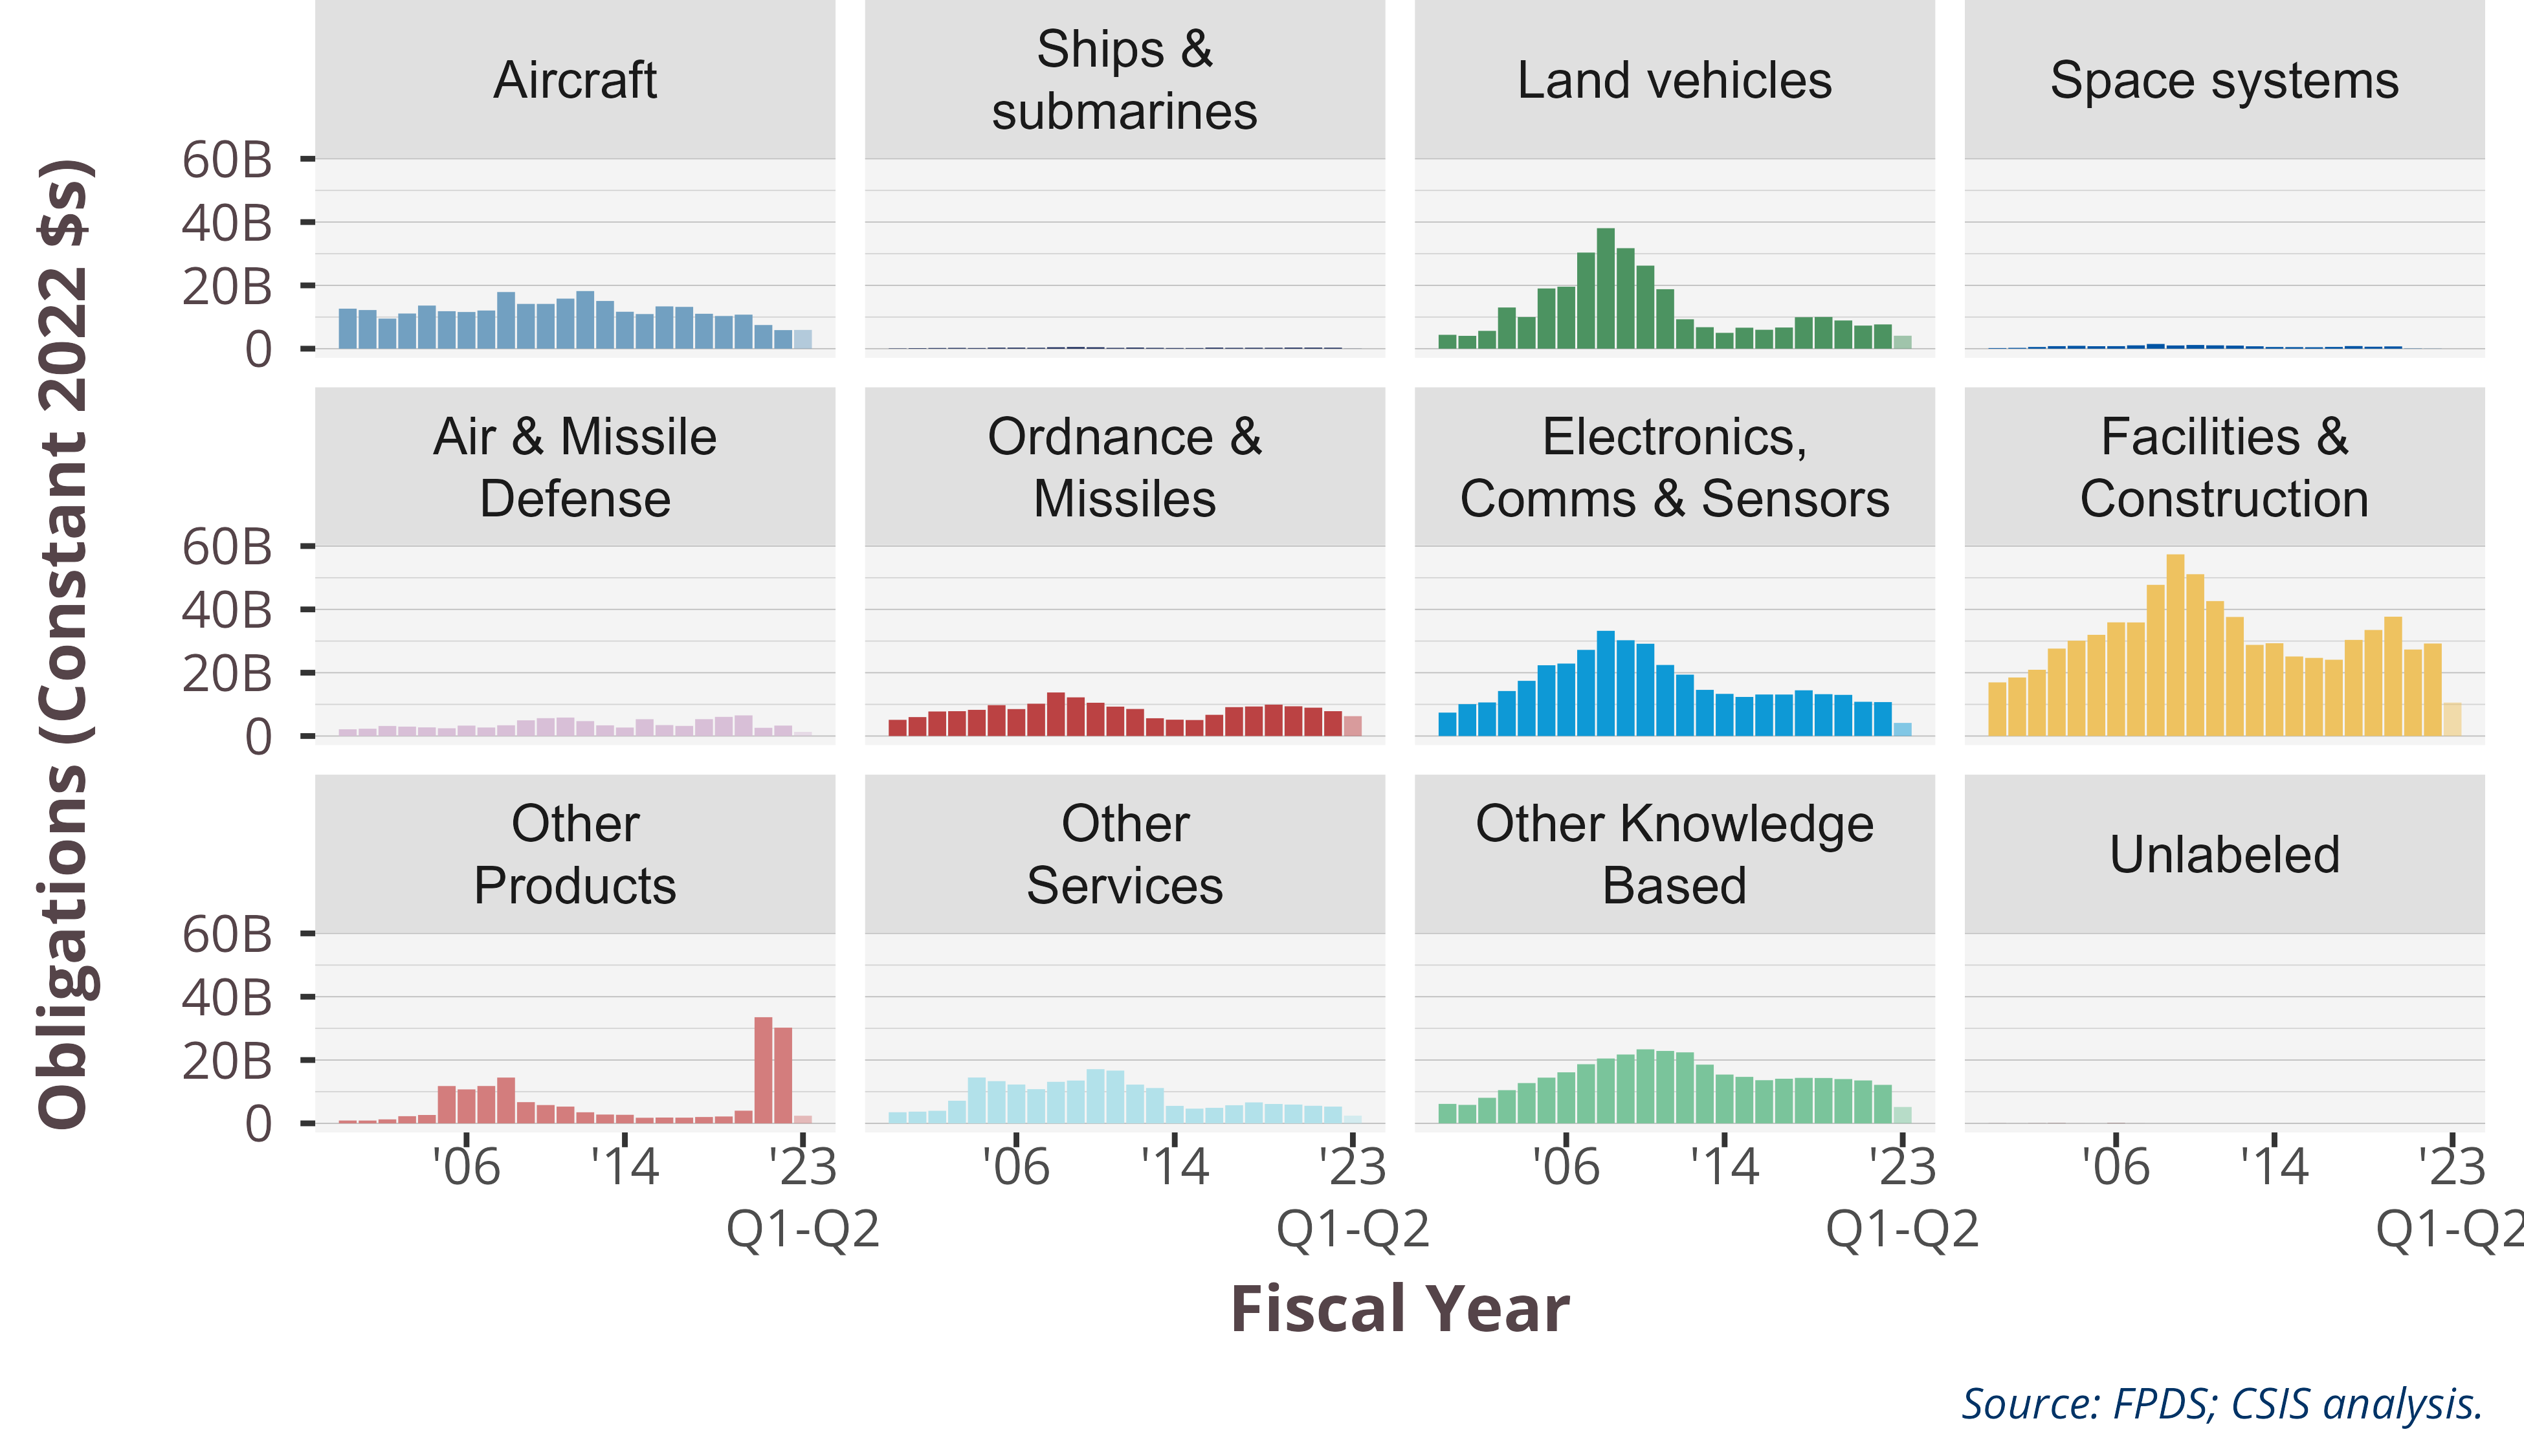 Obligations (Constant 2022 $s)
Aircraft
Ships &
submarines
Land vehicles
Space systems
60B
40B
20B
0
Air & Missile
Defense
Ordnance &
Missiles
Electronics,
Comms & Sensors
Facilities &
Construction
60B
40B
20B
0
Other
Products
Other
Services
Other Knowledge
Based
Unlabeled
60B
40B
20B
0
'06 '14 '23 '06 '14 '23 '06 '14 '23 '06 '14 '23
Q1-Q2 Q1-Q2 Q1-Q2 Q1-Q2
Fiscal Year
Source: FPDS; CSIS analysis.